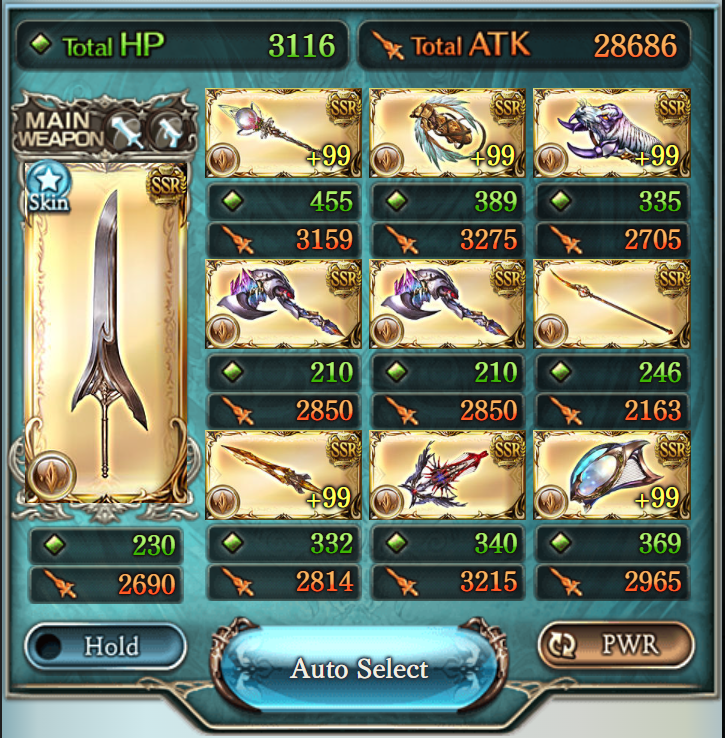 Total HP 3116 Total ATK 28686
MAIN
WEAPON
SSR SSR SSR
+99 +99 +99
Skin SSR
455 389 335
3159 3275 2705
SSR SSR SSR
210 210 246
2850 2850 2163
SSR SSR SSR
+99 +99
230 332 340 369
2690 2814 3215 2965
Hold Auto Select PWR